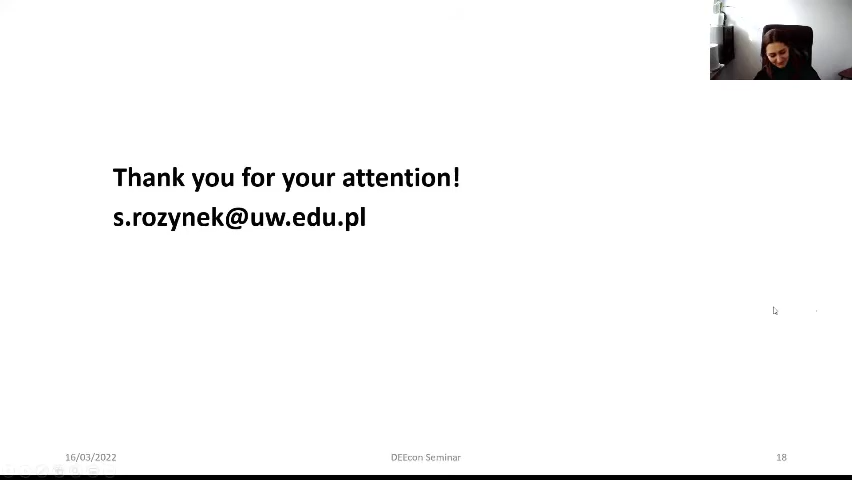 Thank you for your attention!
s.rozynek@uw.edu.pl
16/03/2022
DEEcon Seminar
18